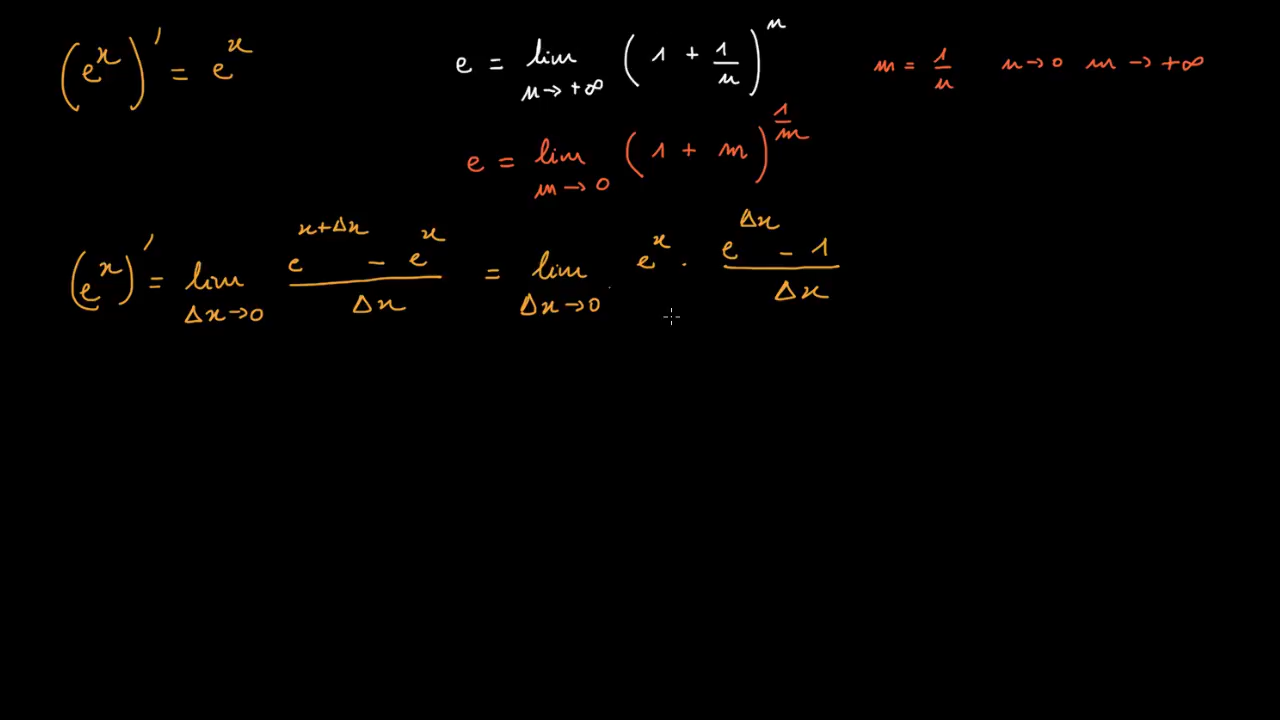 (e^x)' = e^x    e = lim_{n→+∞} (1 + 1/n)^n    m = 1/n    n→0    m→+∞
e = lim_{m→0} (1 + m)^{1/m}
(e^x)' = lim_{Δx→0} (e^{x+Δx} - e^x)/Δx = lim_{Δx→0} e^x · (e^{Δx} - 1)/Δx